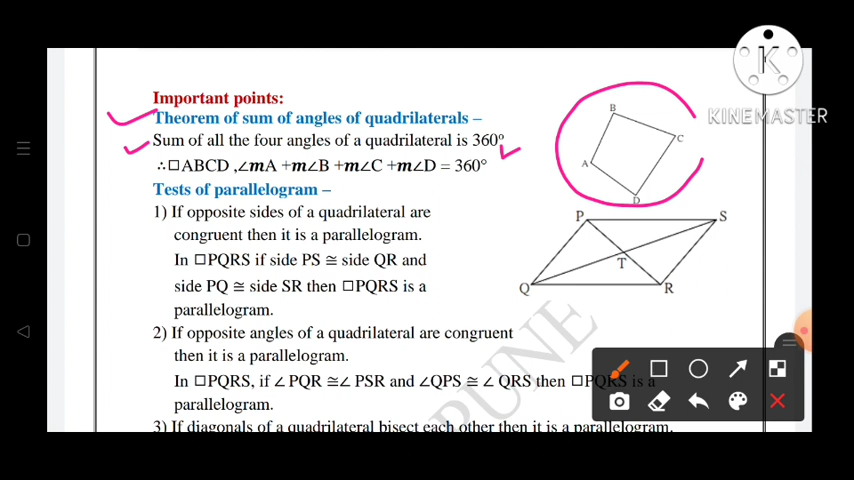 Important points:
Theorem of sum of angles of quadrilaterals –
Sum of all the four angles of a quadrilateral is 360°
∴□ABCD ,∠mA +m∠B +m∠C +m∠D = 360°
Tests of parallelogram –
1) If opposite sides of a quadrilateral are
congruent then it is a parallelogram.
In □PQRS if side PS ≅ side QR and
side PQ ≅ side SR then □PQRS is a
parallelogram.
2) If opposite angles of a quadrilateral are congruent
then it is a parallelogram.
In □PQRS, if ∠ PQR ≅∠ PSR and ∠QPS ≅ ∠ QRS then □PQRS is a
parallelogram.
3) If diagonals of a quadrilateral bisect each other then it is a parallelogram.
B
C
A
D
P
S
T
Q
R
PUNE
K
KINEMASTER